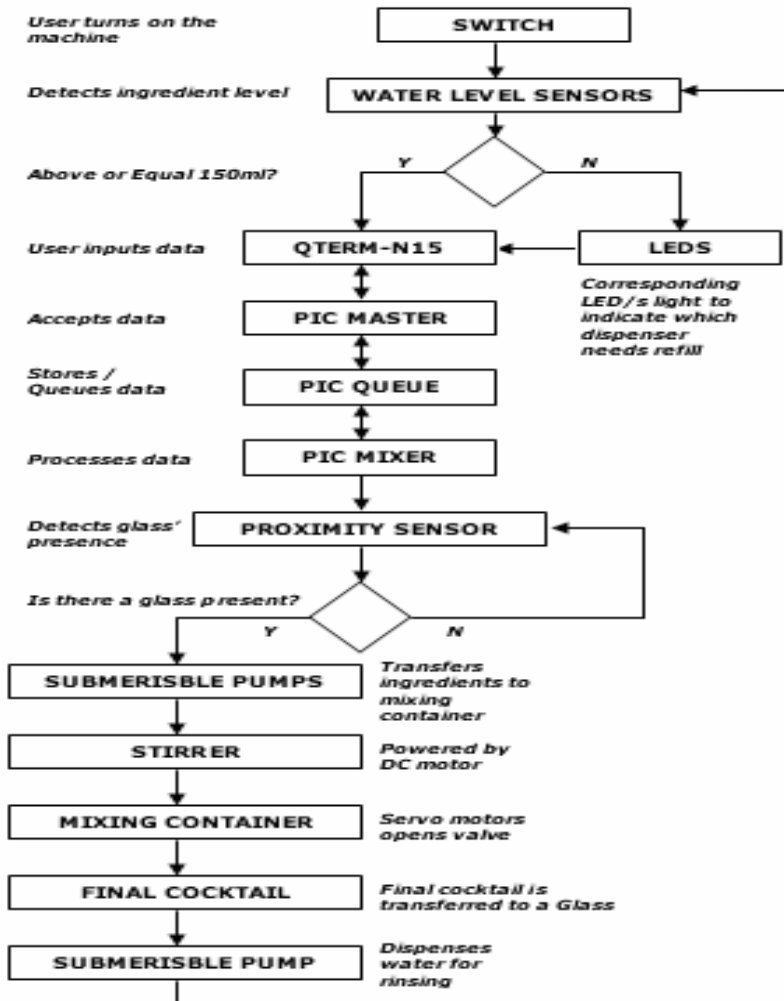 User turns on the
machine
SWITCH
Detects ingredient level
WATER LEVEL SENSORS
Above or Equal 150ml?
Y
N
User inputs data
QTERM-N15
LEDS
Corresponding
LED/s light to
indicate which
dispenser
needs refill
Accepts data
PIC MASTER
Stores /
Queues data
PIC QUEUE
Processes data
PIC MIXER
Detects glass'
presence
PROXIMITY SENSOR
Is there a glass present?
Y
N
SUBMERISBLE PUMPS
Transfers
ingredients to
mixing
container
STIRRER
Powered by
DC motor
MIXING CONTAINER
Servo motors
opens valve
FINAL COCKTAIL
Final cocktail is
transferred to a Glass
SUBMERISBLE PUMP
Dispenses
water for
rinsing